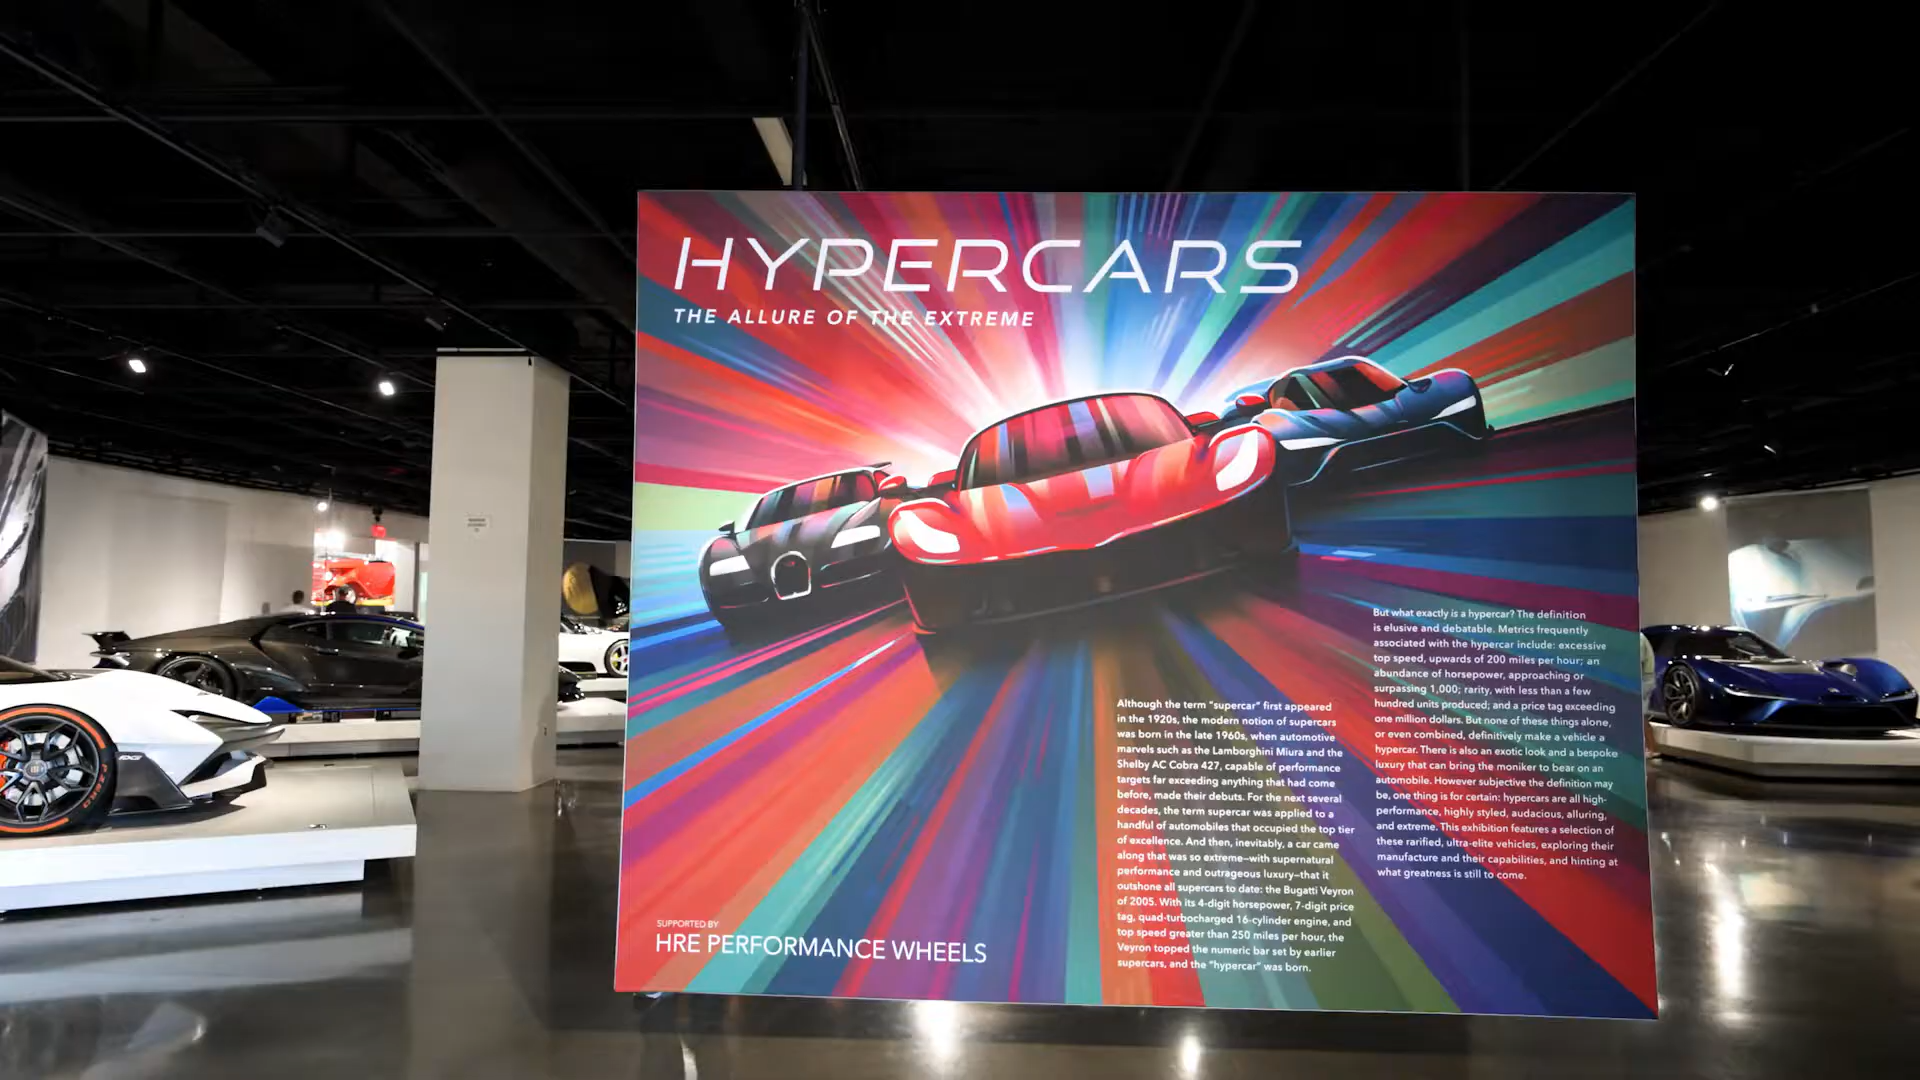 HYPERCARS
THE ALLURE OF THE EXTREME
Although the term "supercar" first appeared
in the 1920s, the modern notion of supercars
was born in the late 1960s, when automotive
marvels such as the Lamborghini Miura and the
Shelby AC Cobra 427, capable of performance
targets far exceeding anything that had come
before, made their debuts. For the next several
decades, the term supercar was applied to a
handful of automobiles that occupied the top tier
of excellence. And then, inevitably, a car came
along that was so extreme—with supernatural
performance and outrageous luxury—that it
outshone all supercars to date: the Bugatti Veyron
of 2005. With its 4-digit horsepower, 7-digit price
tag, quad-turbocharged 16-cylinder engine, and
top speed greater than 250 miles per hour, the
Veyron topped the numeric bar set by earlier
supercars, and the "hypercar" was born.
But what exactly is a hypercar? The definition
is elusive and debatable. Metrics frequently
associated with the hypercar include: excessive
top speed, upwards of 200 miles per hour; an
abundance of horsepower, approaching or
surpassing 1,000; rarity, with less than a few
hundred units produced; and a price tag exceeding
one million dollars. But none of these things alone,
or even combined, definitively make a vehicle a
hypercar. There is also an exotic look and a bespoke
luxury that can bring the moniker to bear on an
automobile. However subjective the definition may
be, one thing is for certain: hypercars are all high-
performance, highly styled, audacious, alluring,
and extreme. This exhibition features a selection of
these rarified, ultra-elite vehicles, exploring their
manufacture and their capabilities, and hinting at
what greatness is still to come.
SUPPORTED BY
HRE PERFORMANCE WHEELS